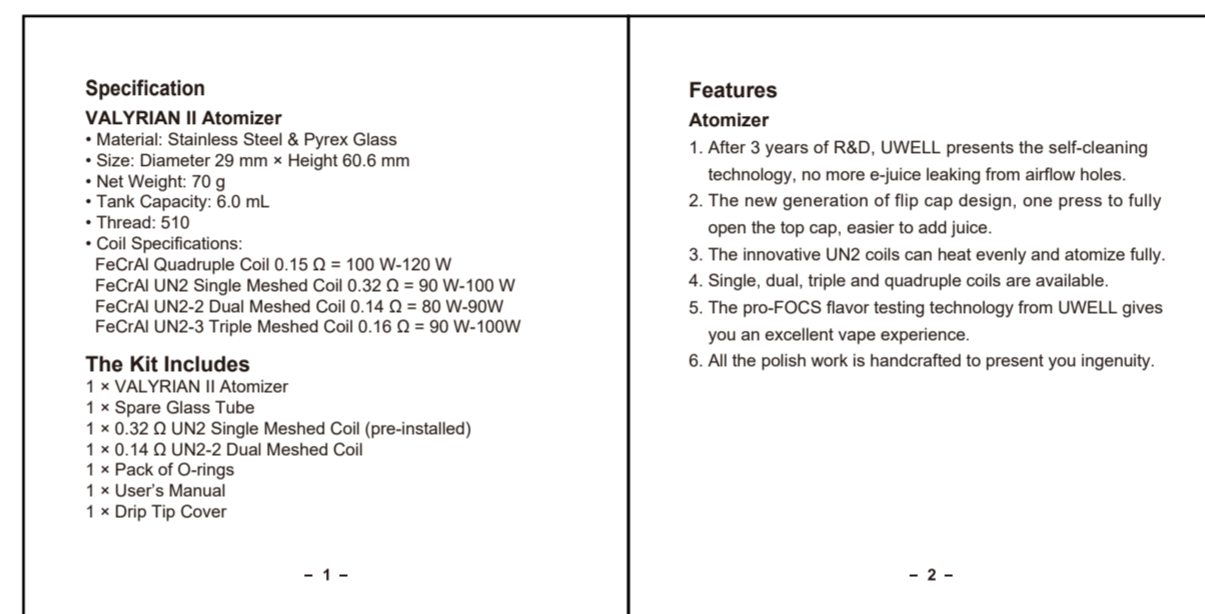 Specification
VALYRIAN II Atomizer
• Material: Stainless Steel & Pyrex Glass
• Size: Diameter 29 mm × Height 60.6 mm
• Net Weight: 70 g
• Tank Capacity: 6.0 mL
• Thread: 510
• Coil Specifications:
FeCrAl Quadruple Coil 0.15 Ω = 100 W-120 W
FeCrAl UN2 Single Meshed Coil 0.32 Ω = 90 W-100 W
FeCrAl UN2-2 Dual Meshed Coil 0.14 Ω = 80 W-90W
FeCrAl UN2-3 Triple Meshed Coil 0.16 Ω = 90 W-100W
The Kit Includes
1 × VALYRIAN II Atomizer
1 × Spare Glass Tube
1 × 0.32 Ω UN2 Single Meshed Coil (pre-installed)
1 × 0.14 Ω UN2-2 Dual Meshed Coil
1 × Pack of O-rings
1 × User's Manual
1 × Drip Tip Cover
– 1 –
Features
Atomizer
1. After 3 years of R&D, UWELL presents the self-cleaning
technology, no more e-juice leaking from airflow holes.
2. The new generation of flip cap design, one press to fully
open the top cap, easier to add juice.
3. The innovative UN2 coils can heat evenly and atomize fully.
4. Single, dual, triple and quadruple coils are available.
5. The pro-FOCS flavor testing technology from UWELL gives
you an excellent vape experience.
6. All the polish work is handcrafted to present you ingenuity.
– 2 –